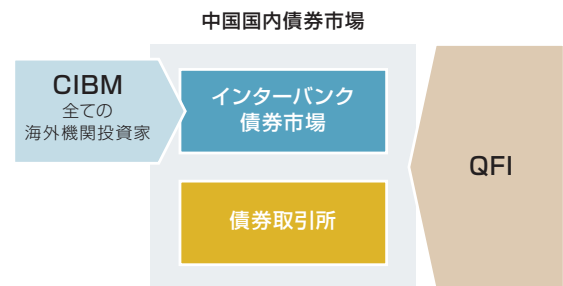 中国国内債券市場
CIBM
全ての
海外機関投資家
インターバンク
債券市場
債券取引所
QFI